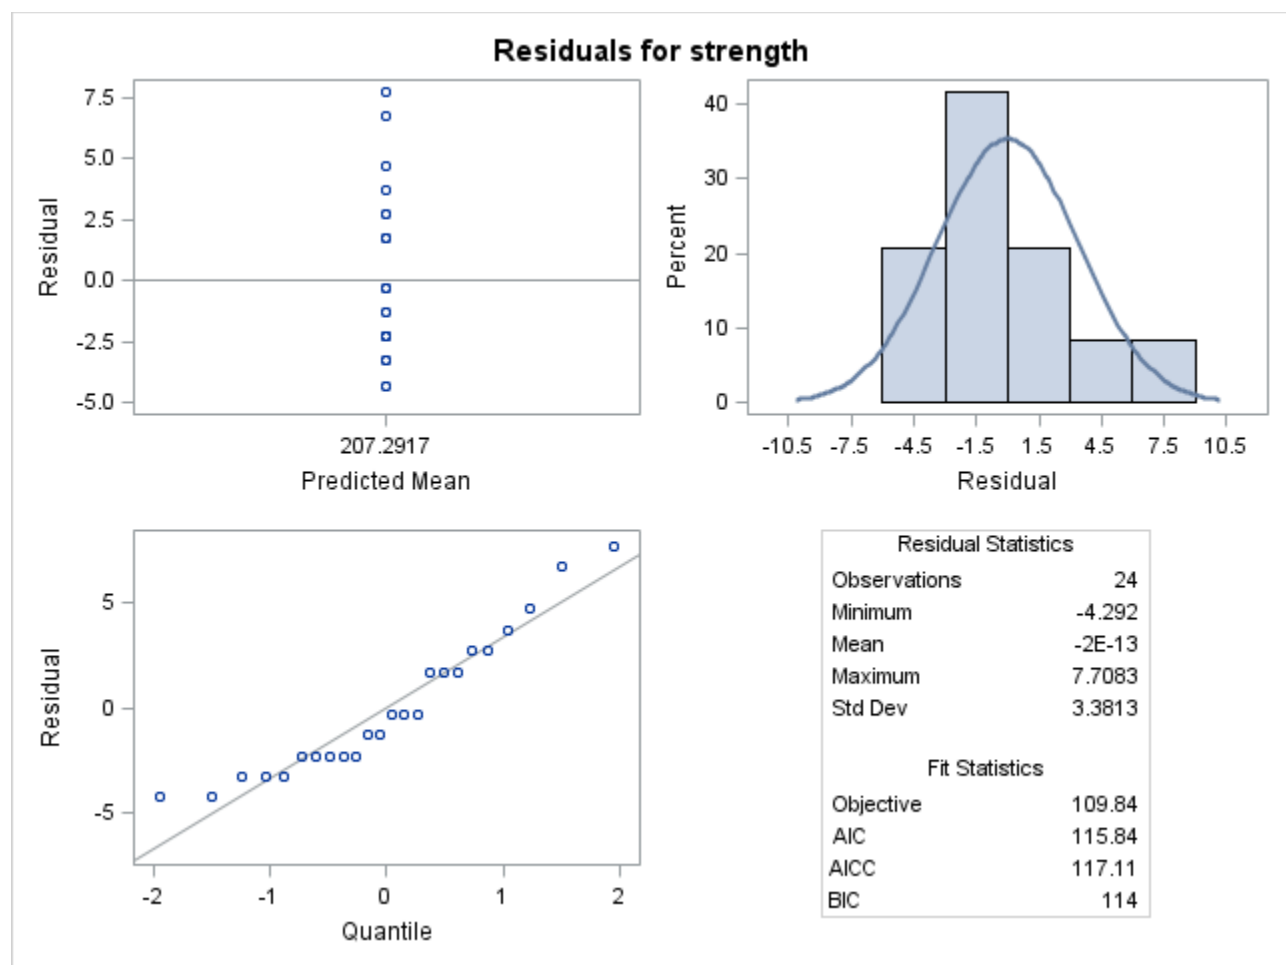 Residuals for strength
7.5
5.0
2.5
0.0
-2.5
-5.0
Residual
207.2917
Predicted Mean
40
30
20
10
0
Percent
-10.5 -7.5 -4.5 -1.5 1.5 4.5 7.5 10.5
Residual
5
0
-5
Residual
-2 -1 0 1 2
Quantile
Residual Statistics
Observations 24
Minimum -4.292
Mean -2E-13
Maximum 7.7083
Std Dev 3.3813
Fit Statistics
Objective 109.84
AIC 115.84
AICC 117.11
BIC 114